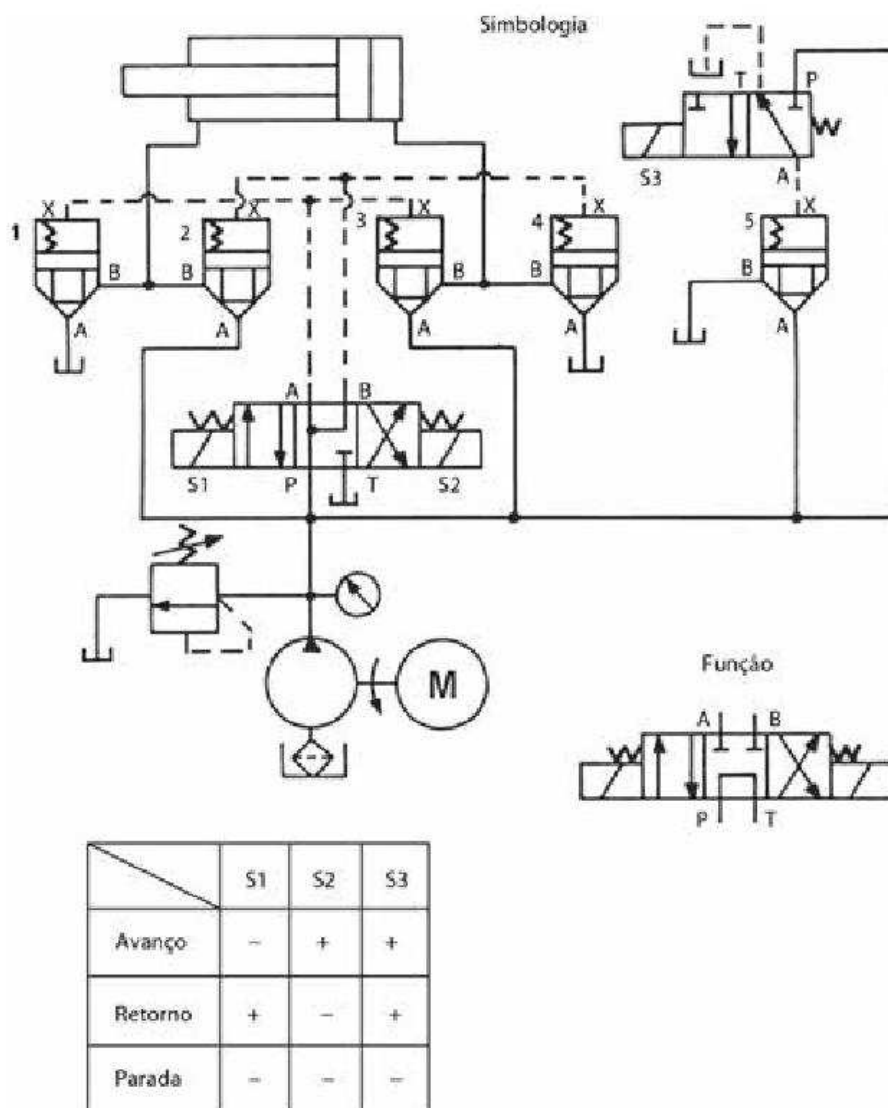 Simbologia
T P
S3 A
X X X X X
1 2 3 4 5
B B B B B
A A A A A
A B
S1 P T S2
M
Função
A B
P T
S1 S2 S3
Avanço – + +
Retorno + – +
Parada – – –